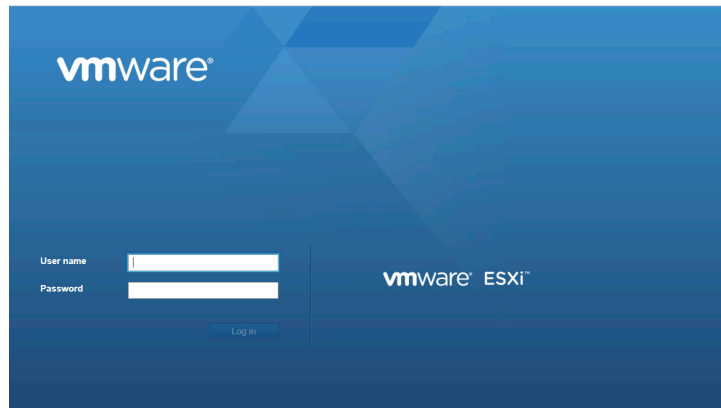 vmware®
User name
Password
vmware® ESXi™
Log in